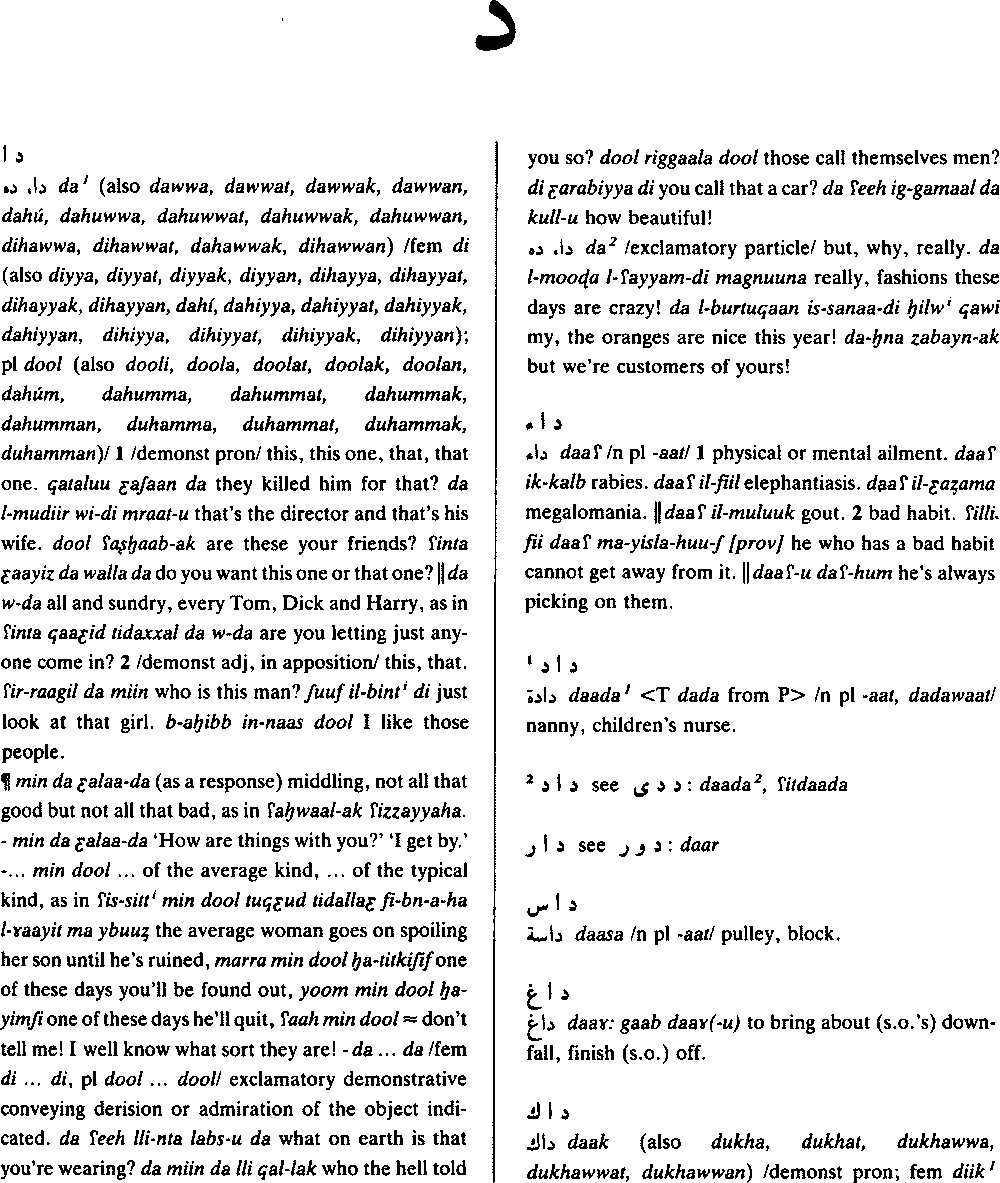 د
د ا
دا، ده da¹ (also dawwa, dawwat, dawwak, dawwan,
dahú, dahuwwa, dahuwwat, dahuwwak, dahuwwan,
dihawwa, dihawwat, dahawwak, dihawwan) /fem di
(also diyya, diyyat, diyyak, diyyan, dihayya, dihayyat,
dihayyak, dihayyan, dahí, dahiyya, dahiyyat, dahiyyak,
dahiyyan, dihiyya, dihiyyat, dihiyyak, dihiyyan);
pl dool (also dooli, doola, doolat, doolak, doolan,
dahúm, dahumma, dahummat, dahummak,
dahumman, duhamma, duhammat, duhammak,
duhamman)/ 1 /demonst pron/ this, this one, that, that
one. qataluu ƹaʃaan da they killed him for that? da
l-mudiir wi-di mraat-u that's the director and that's his
wife. dool ʕaṣḥaab-ak are these your friends? ʕinta
ƹaayiz da walla da do you want this one or that one? ‖ da
w-da all and sundry, every Tom, Dick and Harry, as in
ʕinta qaaƹid tidaxxal da w-da are you letting just any-
one come in? 2 /demonst adj, in apposition/ this, that.
ʕir-raagil da miin who is this man? ʃuuf il-bintⁱ di just
look at that girl. b-aḥibb in-naas dool I like those
people.
¶ min da ƹalaa-da (as a response) middling, not all that
good but not all that bad, as in ʕaḥwaal-ak ʕizzayyaha.
- min da ƹalaa-da 'How are things with you?' 'I get by.'
-... min dool ... of the average kind, ... of the typical
kind, as in ʕis-sittⁱ min dool tuqƹud tidallaƹ fi-bn-a-ha
l-ɣaayit ma ybuuẓ the average woman goes on spoiling
her son until he's ruined, marra min dool ḥa-titkiʃif one
of these days you'll be found out, yoom min dool ḥa-
yimʃi one of these days he'll quit, ʕaah min dool ≈ don't
tell me! I well know what sort they are! - da ... da /fem
di ... di, pl dool ... dool/ exclamatory demonstrative
conveying derision or admiration of the object indi-
cated. da ʕeeh lli-nta labs-u da what on earth is that
you're wearing? da miin da lli qal-lak who the hell told
you so? dool riggaala dool those call themselves men?
di ƹarabiyya di you call that a car? da ʕeeh ig-gamaal da
kull-u how beautiful!
دا، ده da² /exclamatory particle/ but, why, really. da
l-mooḍa l-ʕayyam-di magnuuna really, fashions these
days are crazy! da l-burtuqaan is-sanaa-di ḥilwⁱ qawi
my, the oranges are nice this year! da-ḥna zabayn-ak
but we're customers of yours!
د ا ء
داء daaʕ /n pl -aat/ 1 physical or mental ailment. daaʕ
ik-kalb rabies. daaʕ il-fiil elephantiasis. daaʕ il-ƹaẓama
megalomania. ‖ daaʕ il-muluuk gout. 2 bad habit. ʕilli-
fii daaʕ ma-yisla-huu-ʃ [prov] he who has a bad habit
cannot get away from it. ‖ daaʕ-u daʕ-hum he's always
picking on them.
د ا د ¹
دادة daada¹ <T dada from P> /n pl -aat, dadawaat/
nanny, children's nurse.
د ا د ² see د د ى : daada², ʕitdaada
د ا ر see د و ر : daar
د ا س
داسة daasa /n pl -aat/ pulley, block.
د ا غ
داغ daaɣ: gaab daaɣ(-u) to bring about (s.o.'s) down-
fall, finish (s.o.) off.
د ا ك
داك daak (also dukha, dukhat, dukhawwa,
dukhawwat, dukhawwan) /demonst pron; fem diik¹